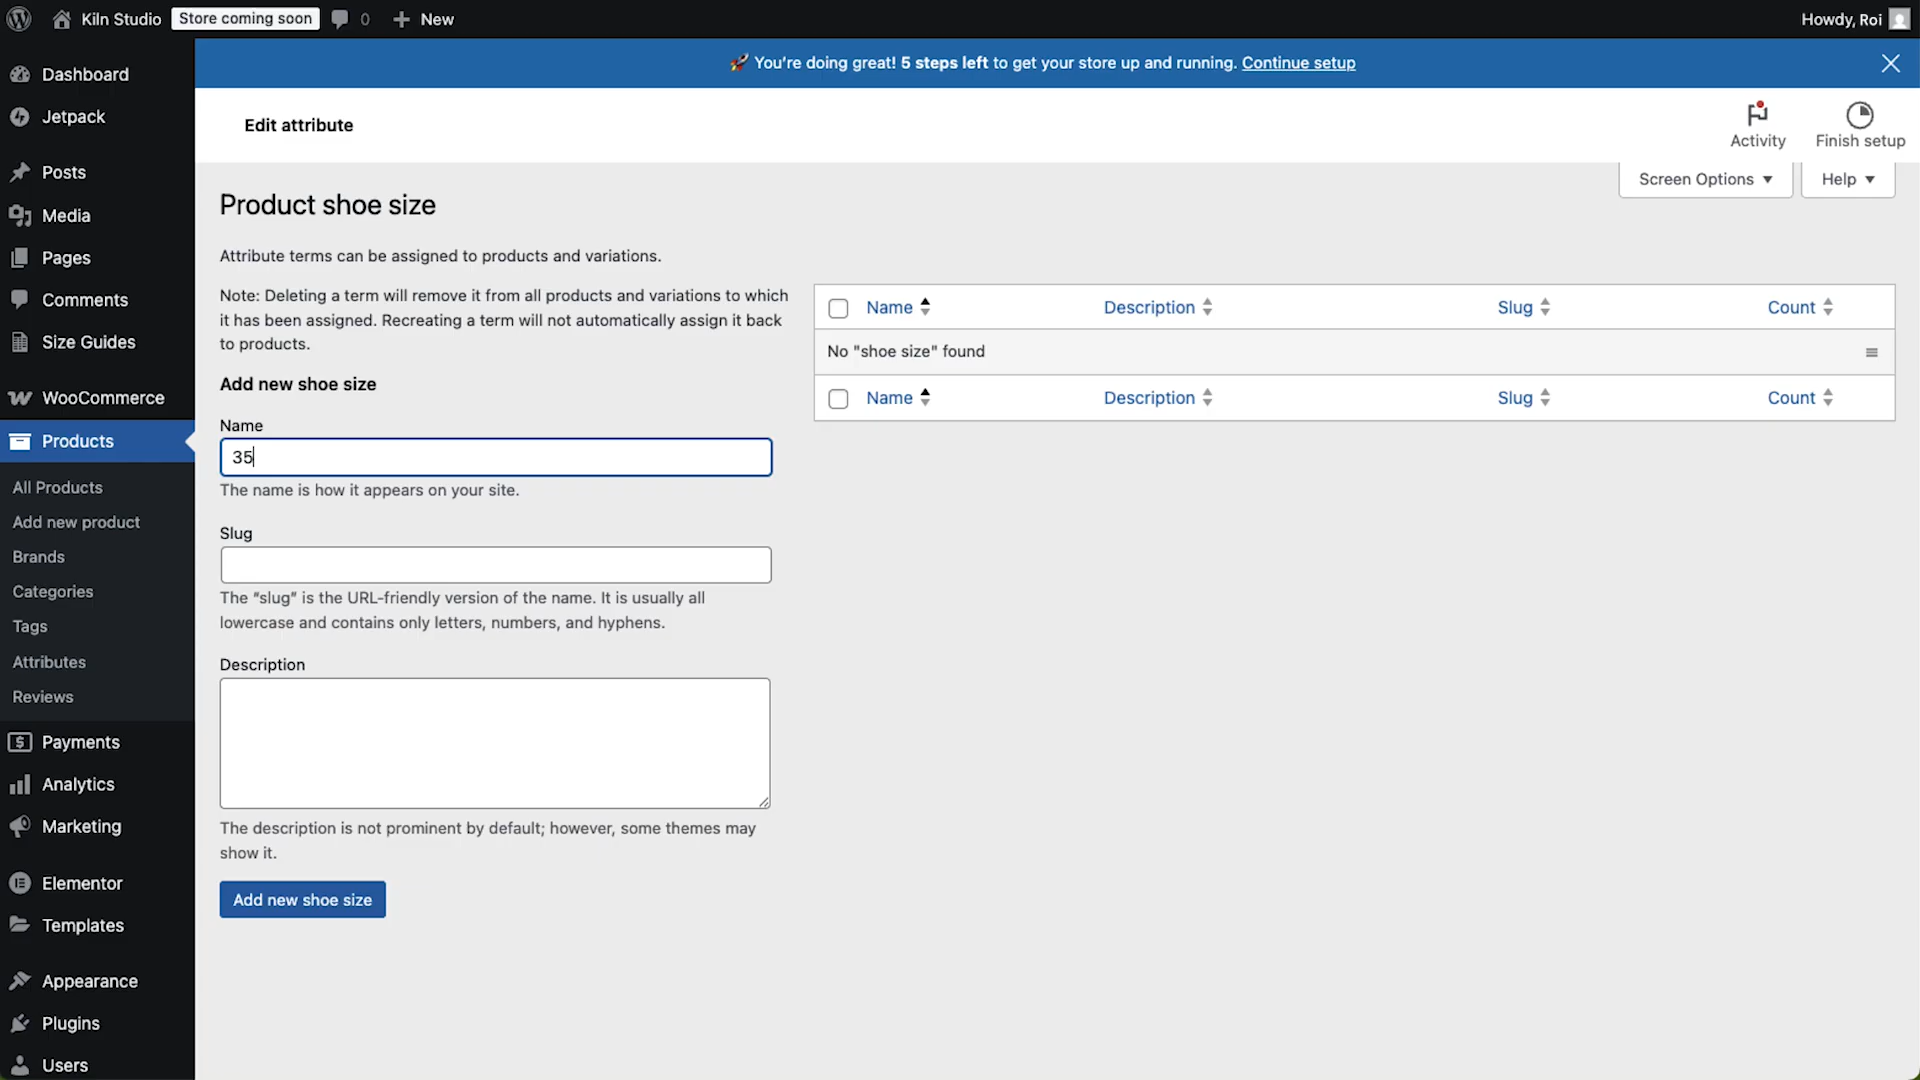 Kiln Studio Store coming soon 0 New Howdy, Roi
🚀 You're doing great! 5 steps left to get your store up and running. Continue setup
Dashboard
Jetpack
Posts
Media
Pages
Comments
Size Guides
WooCommerce
Products
All Products
Add new product
Brands
Categories
Tags
Attributes
Reviews
Payments
Analytics
Marketing
Elementor
Templates
Appearance
Plugins
Users
Edit attribute
Activity
Finish setup
Screen Options ▼
Help ▼
Product shoe size
Attribute terms can be assigned to products and variations.
Note: Deleting a term will remove it from all products and variations to which
it has been assigned. Recreating a term will not automatically assign it back
to products.
Add new shoe size
Name
35
The name is how it appears on your site.
Slug
The “slug” is the URL-friendly version of the name. It is usually all
lowercase and contains only letters, numbers, and hyphens.
Description
The description is not prominent by default; however, some themes may
show it.
Add new shoe size
Name Description Slug Count
No "shoe size" found
Name Description Slug Count